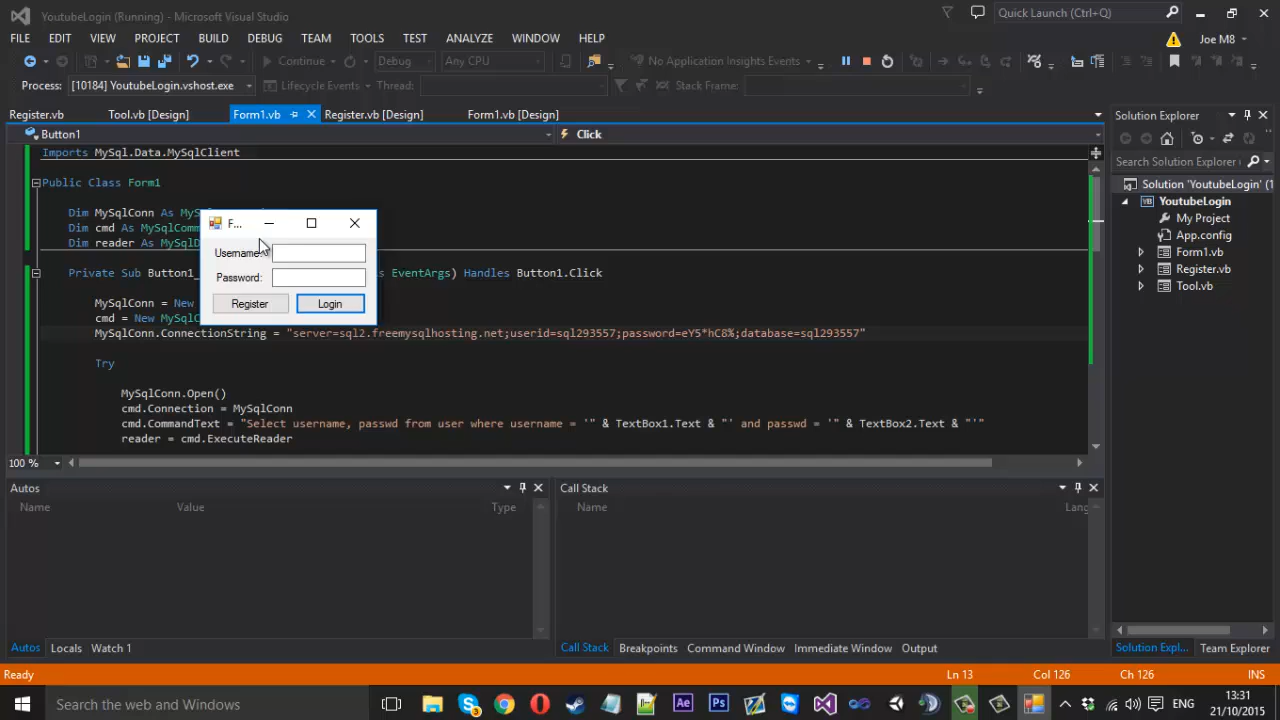 YoutubeLogin (Running) - Microsoft Visual Studio
Quick Launch (Ctrl+Q)
FILE EDIT VIEW PROJECT BUILD DEBUG TEAM TOOLS TEST ANALYZE WINDOW HELP
Joe M8
Continue Debug Any CPU No Application Insights Events
Process: [10184] YoutubeLogin.vshost.exe Lifecycle Events Thread: Stack Frame:
Register.vb Tool.vb [Design] Form1.vb Register.vb [Design] Form1.vb [Design]
Button1 Click
Imports MySql.Data.MySqlClient
Public Class Form1
Dim MySqlConn As
Dim cmd As MySqlComm
Dim reader As MySqlD
Private Sub Button1_ EventArgs) Handles Button1.Click
MySqlConn = New
cmd = New MySqlC
MySqlConn.ConnectionString = "server=sql2.freemysqlhosting.net;userid=sql293557;password=eY5*hC8%;database=sql293557"
Try
MySqlConn.Open()
cmd.Connection = MySqlConn
cmd.CommandText = "Select username, passwd from user where username = '" & TextBox1.Text & "' and passwd = '" & TextBox2.Text & "'"
reader = cmd.ExecuteReader
100 %
F...
Username:
Password:
Register Login
Solution Explorer
Search Solution Explorer
Solution 'YoutubeLogin' (1
YoutubeLogin
My Project
App.config
Form1.vb
Register.vb
Tool.vb
Solution Expl... Team Explorer
Autos
Name Value Type
Autos Locals Watch 1
Call Stack
Name Lang
Call Stack Breakpoints Command Window Immediate Window Output
Ready Ln 13 Col 126 Ch 126 INS
Search the web and Windows
Ae Ps
ENG
13:31
21/10/2015